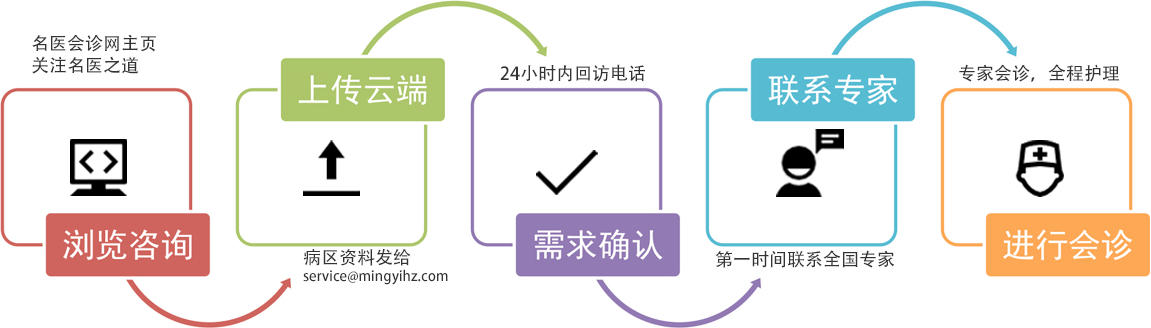 名医会诊网主页
关注名医之道
浏览咨询
上传云端
病区资料发给
service@mingyihz.com
24小时内回访电话
需求确认
联系专家
第一时间联系全国专家
专家会诊，全程护理
进行会诊